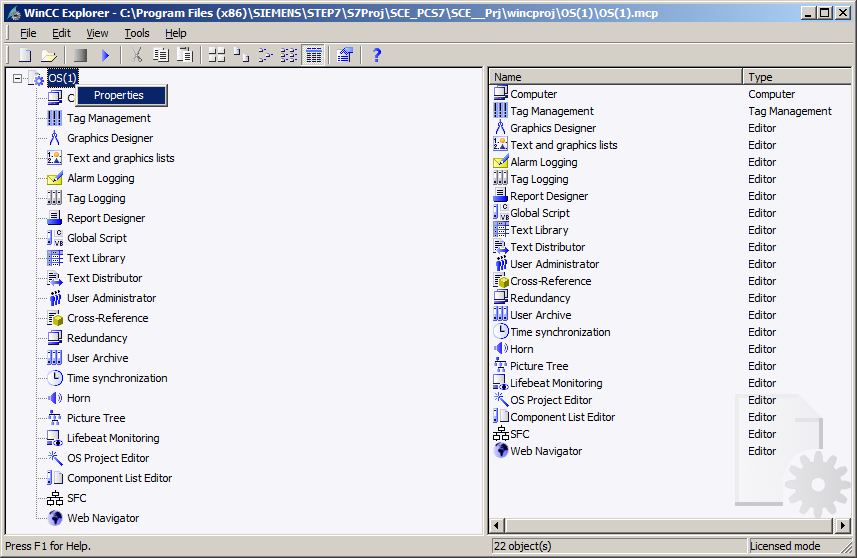 WinCC Explorer - C:\Program Files (x86)\SIEMENS\STEP7\S7Proj\SCE_PCS7\SCE__Prj\wincproj\OS(1)\OS(1).mcp
File Edit View Tools Help
OS(1)
Properties
C
Tag Management
Graphics Designer
Text and graphics lists
Alarm Logging
Tag Logging
Report Designer
Global Script
Text Library
Text Distributor
User Administrator
Cross-Reference
Redundancy
User Archive
Time synchronization
Horn
Picture Tree
Lifebeat Monitoring
OS Project Editor
Component List Editor
SFC
Web Navigator
Name Type
Computer Computer
Tag Management Tag Management
Graphics Designer Editor
Text and graphics lists Editor
Alarm Logging Editor
Tag Logging Editor
Report Designer Editor
Global Script Editor
Text Library Editor
Text Distributor Editor
User Administrator Editor
Cross-Reference Editor
Redundancy Editor
User Archive Editor
Time synchronization Editor
Horn Editor
Picture Tree Editor
Lifebeat Monitoring Editor
OS Project Editor Editor
Component List Editor Editor
SFC Editor
Web Navigator Editor
Press F1 for Help. 22 object(s) Licensed mode